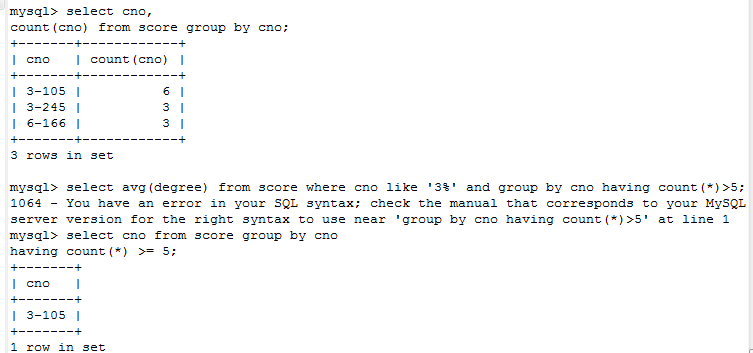 mysql> select cno,
count(cno) from score group by cno;
+-------+------------+
| cno   | count(cno) |
+-------+------------+
| 3-105 |          6 |
| 3-245 |          3 |
| 6-166 |          3 |
+-------+------------+
3 rows in set

mysql> select avg(degree) from score where cno like '3%' and group by cno having count(*)>5;
1064 - You have an error in your SQL syntax; check the manual that corresponds to your MySQL
server version for the right syntax to use near 'group by cno having count(*)>5' at line 1
mysql> select cno from score group by cno
having count(*) >= 5;
+-------+
| cno   |
+-------+
| 3-105 |
+-------+
1 row in set